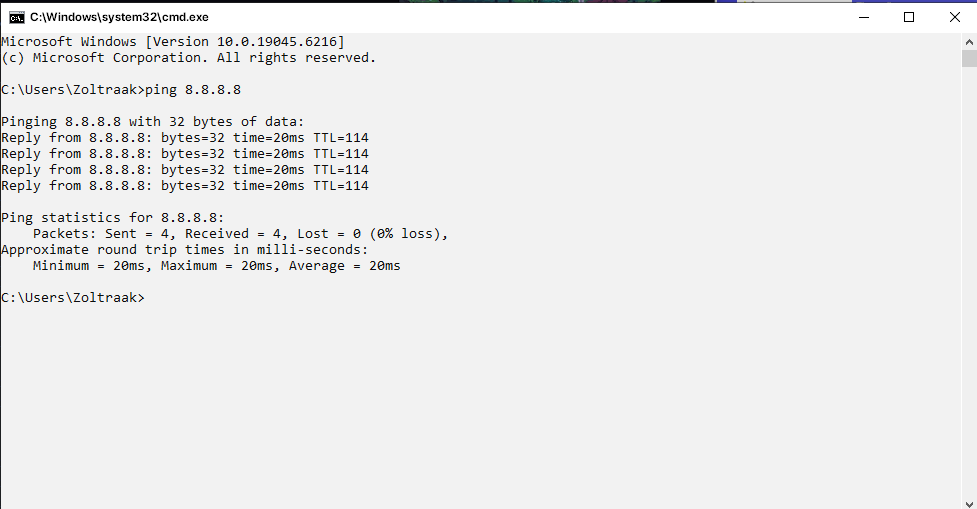 C:\Windows\system32\cmd.exe
Microsoft Windows [Version 10.0.19045.6216]
(c) Microsoft Corporation. All rights reserved.
C:\Users\Zoltraak>ping 8.8.8.8
Pinging 8.8.8.8 with 32 bytes of data:
Reply from 8.8.8.8: bytes=32 time=20ms TTL=114
Reply from 8.8.8.8: bytes=32 time=20ms TTL=114
Reply from 8.8.8.8: bytes=32 time=20ms TTL=114
Reply from 8.8.8.8: bytes=32 time=20ms TTL=114
Ping statistics for 8.8.8.8:
    Packets: Sent = 4, Received = 4, Lost = 0 (0% loss),
Approximate round trip times in milli-seconds:
    Minimum = 20ms, Maximum = 20ms, Average = 20ms
C:\Users\Zoltraak>